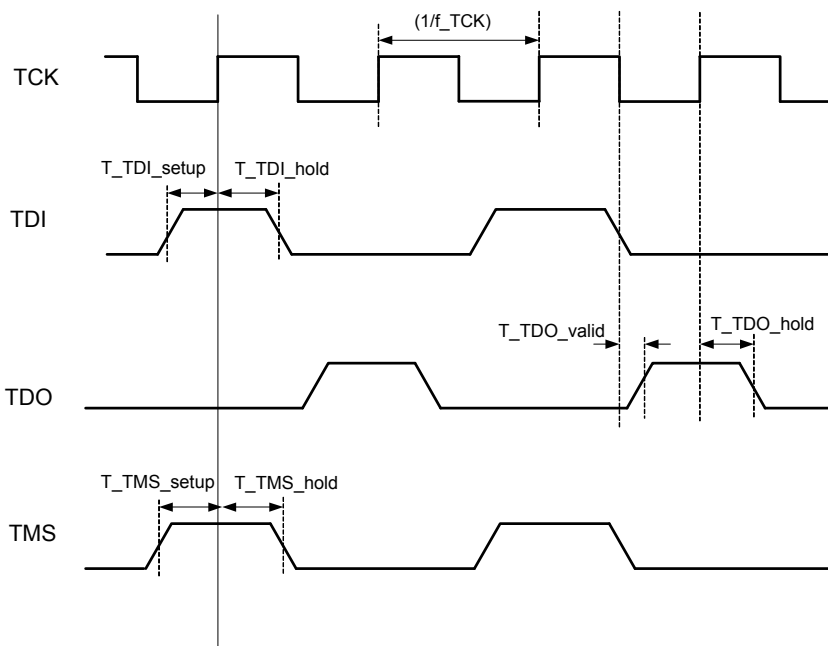 (1/f_TCK)
TCK
T_TDI_setup T_TDI_hold
TDI
T_TDO_valid T_TDO_hold
TDO
T_TMS_setup T_TMS_hold
TMS